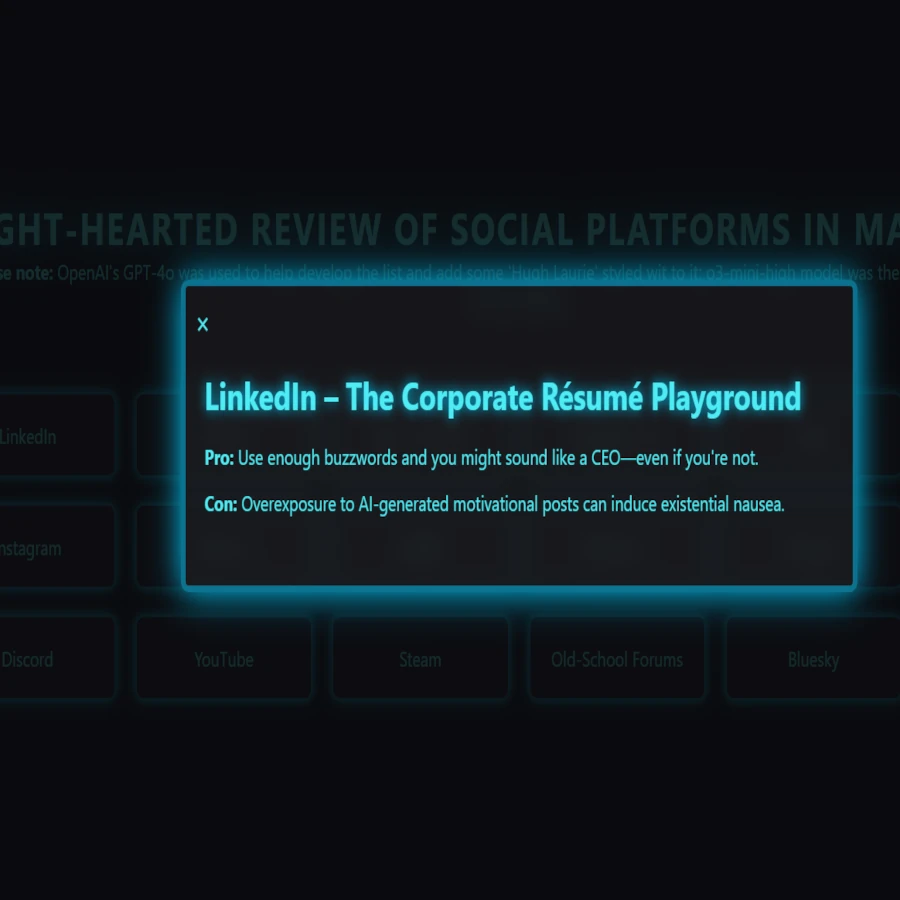 GHT-HEARTED REVIEW OF SOCIAL PLATFORMS IN MA
se note: OpenAI's GPT-4o was used to help develop the list and add some 'Hugh Laurie' styled wit to it; o3-mini-high model was the
x
LinkedIn – The Corporate Résumé Playground
Pro: Use enough buzzwords and you might sound like a CEO—even if you're not.
Con: Overexposure to AI-generated motivational posts can induce existential nausea.
LinkedIn
nstagram
Discord
YouTube
Steam
Old-School Forums
Bluesky